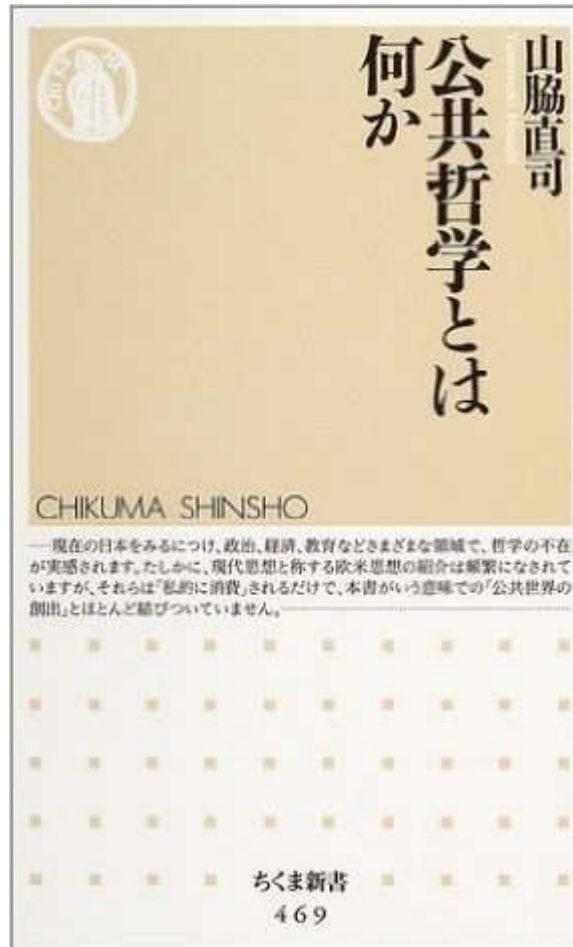 山脇直司
公共哲学とは
何か
CHIKUMA SHINSHO
――現在の日本をみるにつけ、政治、経済、教育などさまざまな領域で、哲学の不在
が実感されます。たしかに、現代思想と称する欧米思想の紹介は頻繁になされて
いますが、それらは「私的に消費」されるだけで、本書がいう意味での「公共世界の
創出」とほとんど結びついていません。
ちくま新書
469